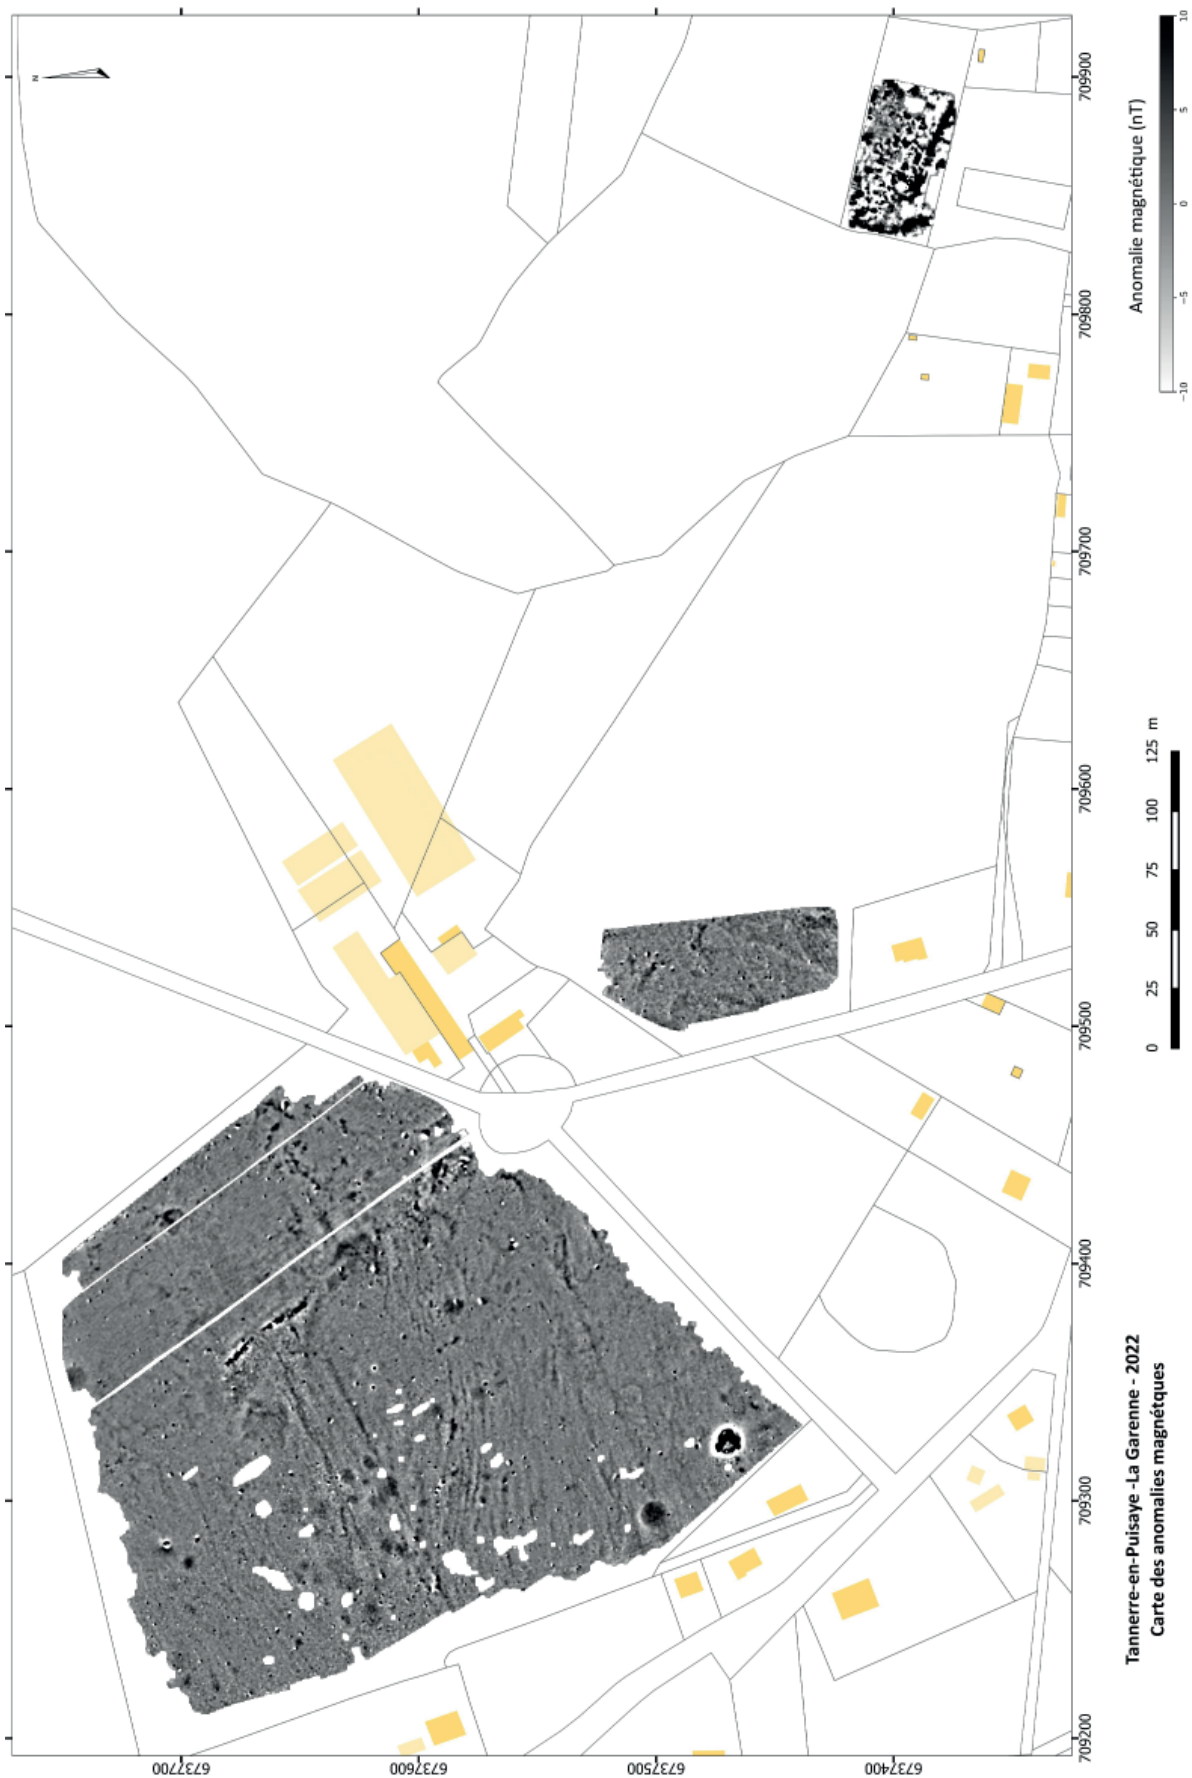 N
6737700
6737600
6737500
6737400
709200
709300
709400
709500
709600
709700
709800
709900
Tannerre-en-Puisaye -La Garenne - 2022
Carte des anomalies magnétques
0 25 50 75 100 125 m
Anomalie magnétique (nT)
−10 −5 0 5 10